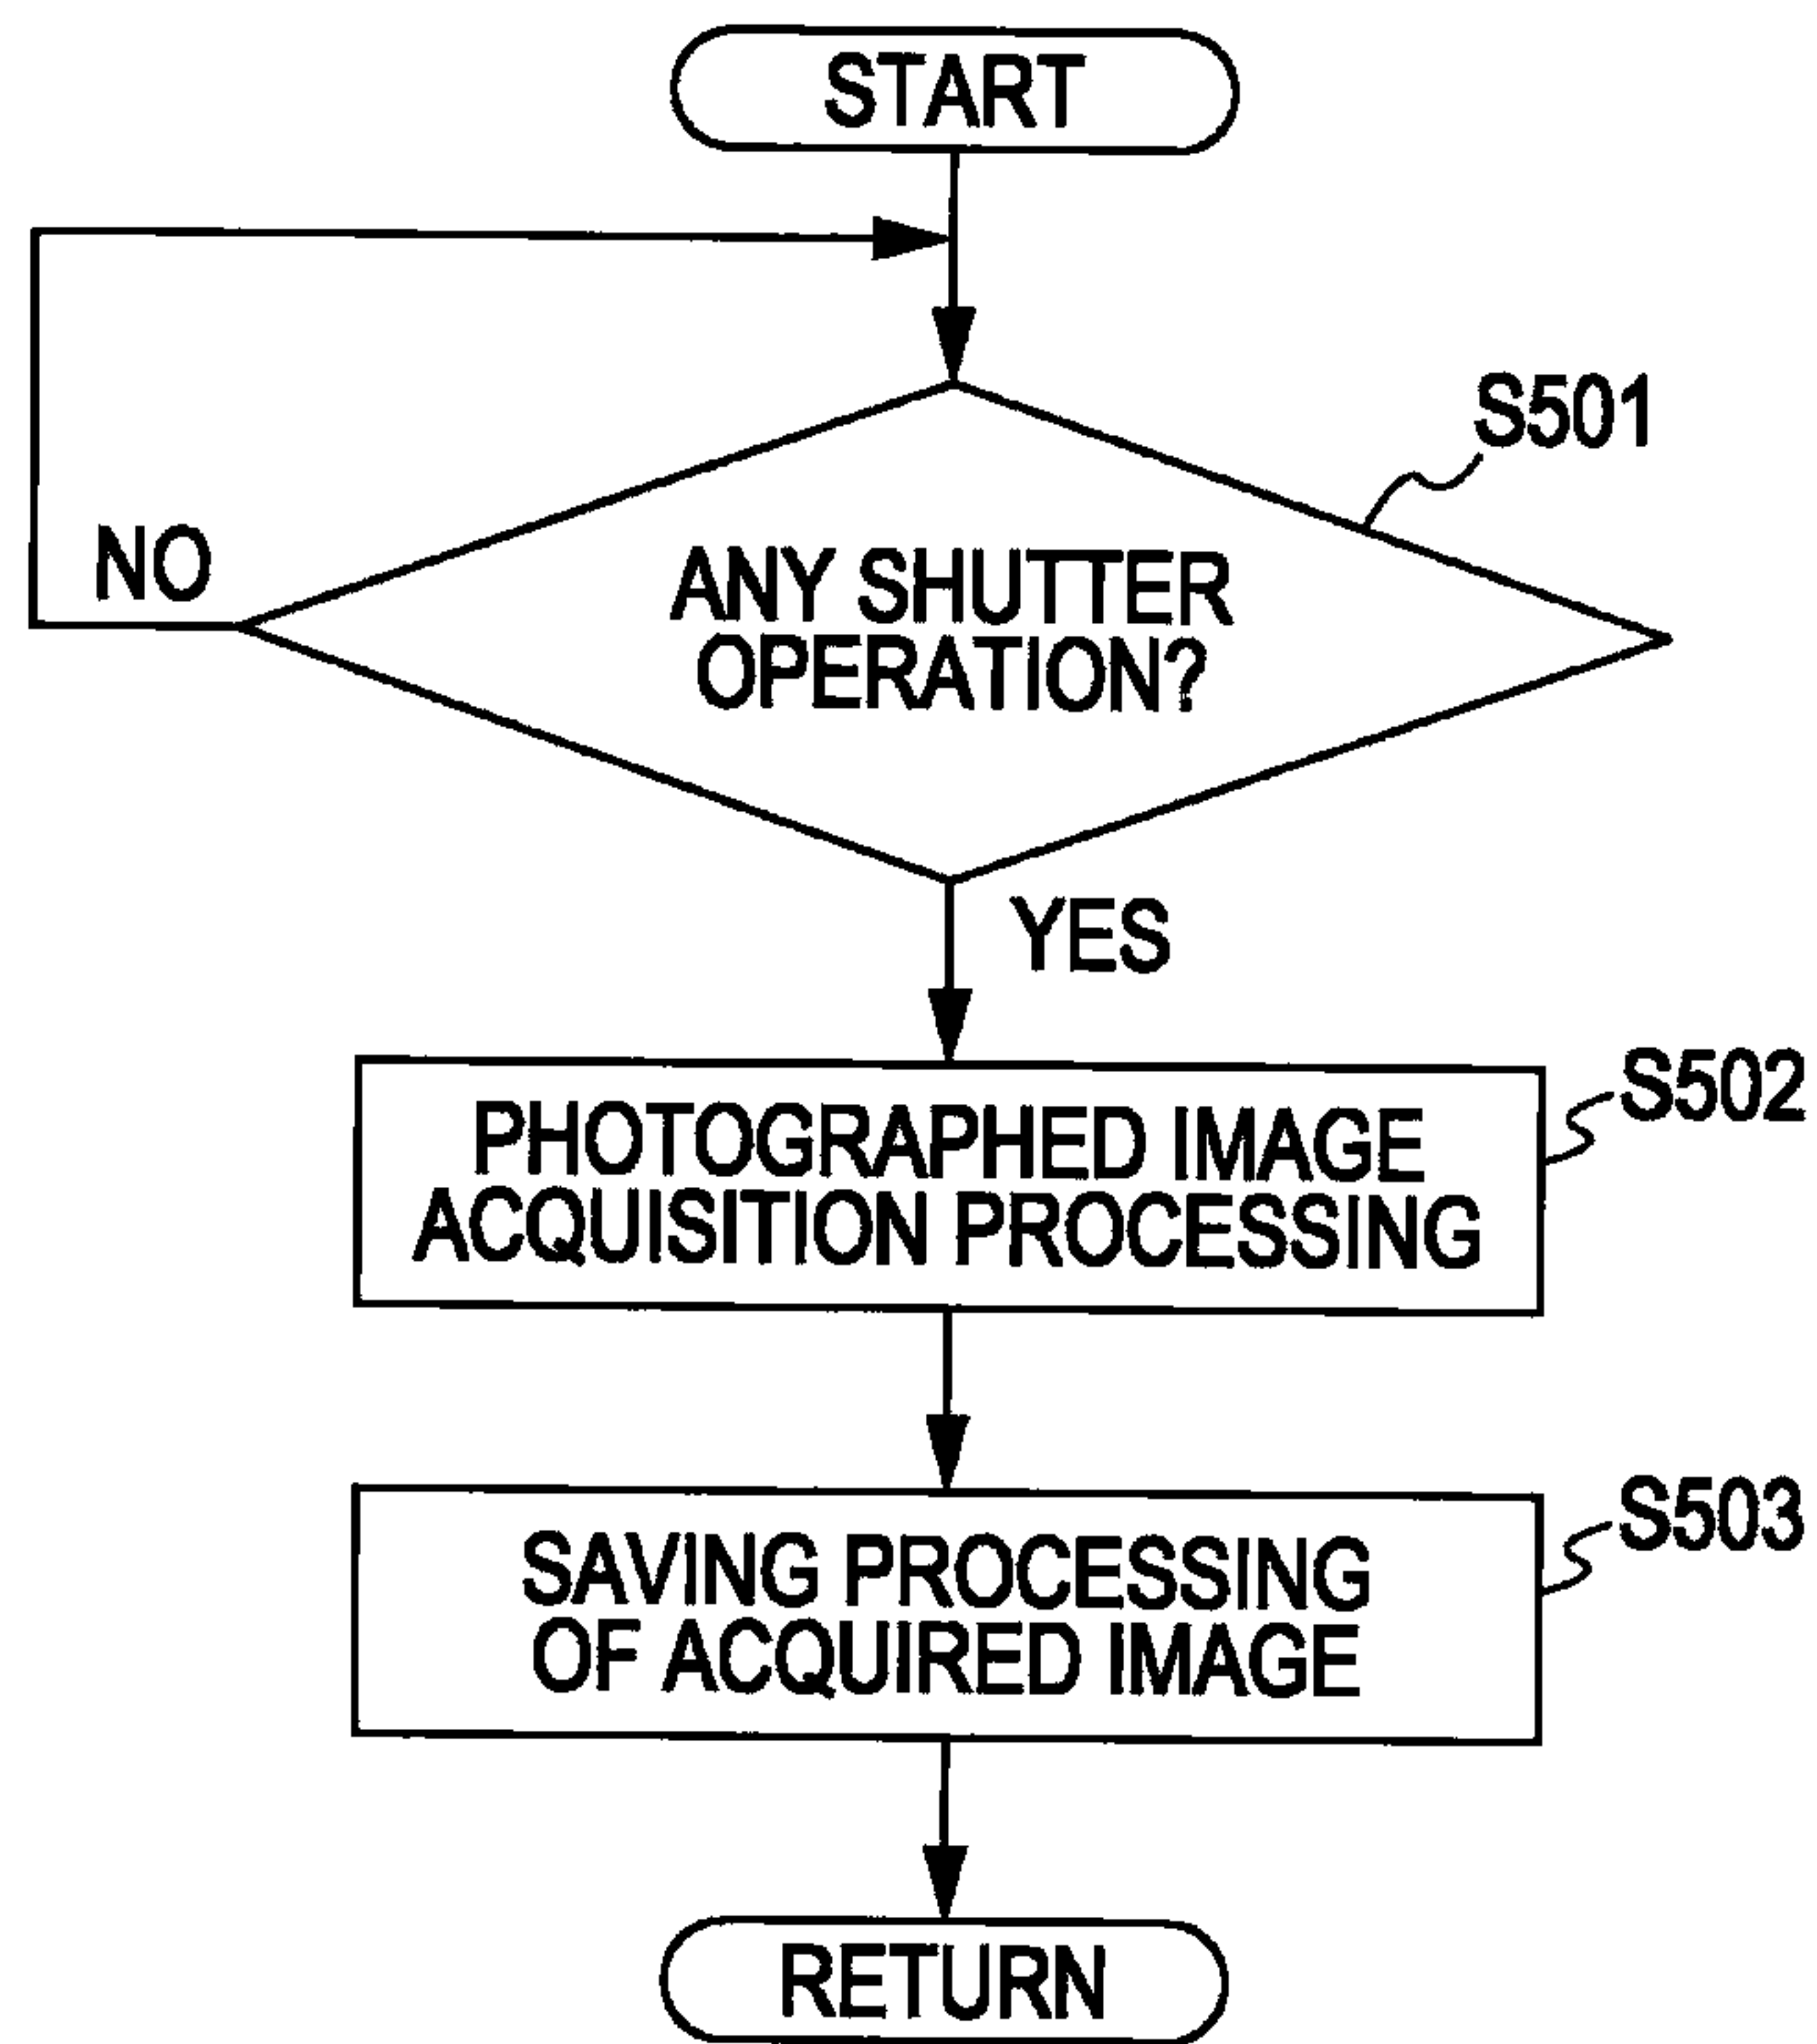 START
S501
NO
ANY SHUTTER
OPERATION?
YES
S502
PHOTOGRAPHED IMAGE
ACQUISITION PROCESSING
S503
SAVING PROCESSING
OF ACQUIRED IMAGE
RETURN